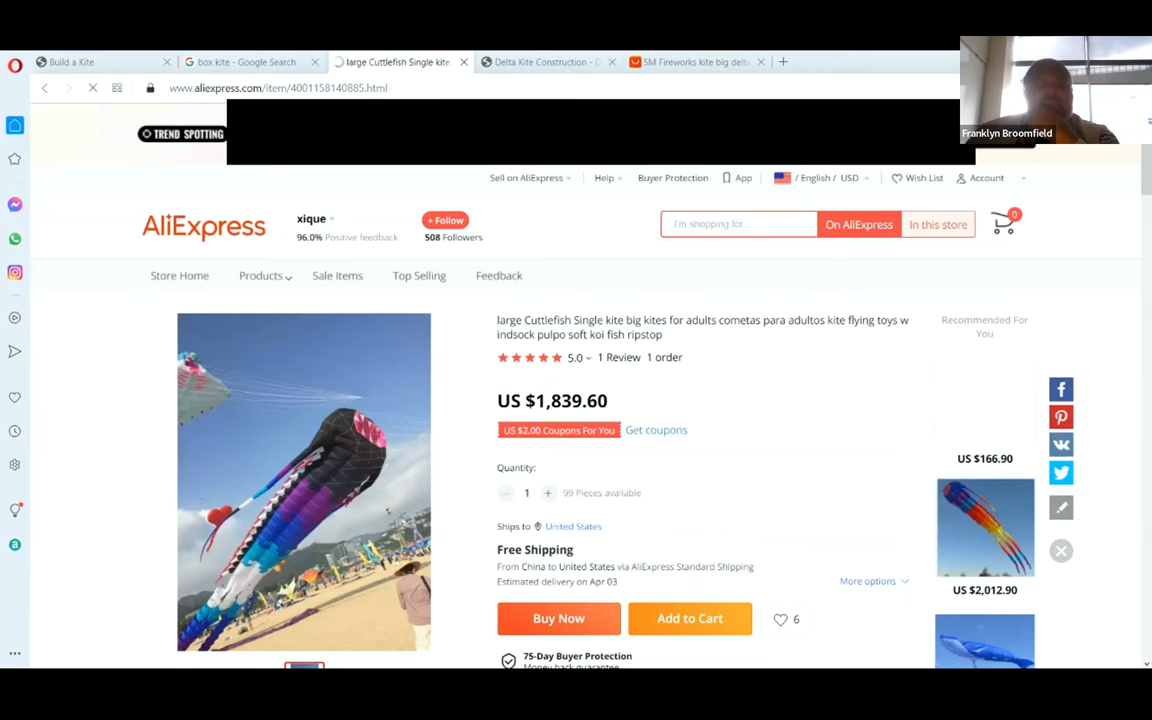 Build a Kite
box kite - Google Search
large Cuttlefish Single kite
Delta Kite Construction - D
5M Fireworks kite big delta
www.aliexpress.com/item/4001158140885.html
Franklyn Broomfield
TREND SPOTTING
Sell on AliExpress
Help
Buyer Protection
App
/ English / USD
Wish List
Account
AliExpress
xique
96.0% Positive feedback
+ Follow
508 Followers
I'm shopping for
On AliExpress
In this store
0
Store Home
Products
Sale Items
Top Selling
Feedback
large Cuttlefish Single kite big kites for adults cometas para adultos kite flying toys w
indsock pulpo soft koi fish ripstop
5.0
1 Review
1 order
US $1,839.60
US $2.00 Coupons For You
Get coupons
Quantity:
1
99 Pieces available
Ships to
United States
Free Shipping
From China to United States via AliExpress Standard Shipping
Estimated delivery on Apr 03
More options
Buy Now
Add to Cart
6
75-Day Buyer Protection
Money back guarantee
Recommended For
You
US $166.90
US $2,012.90